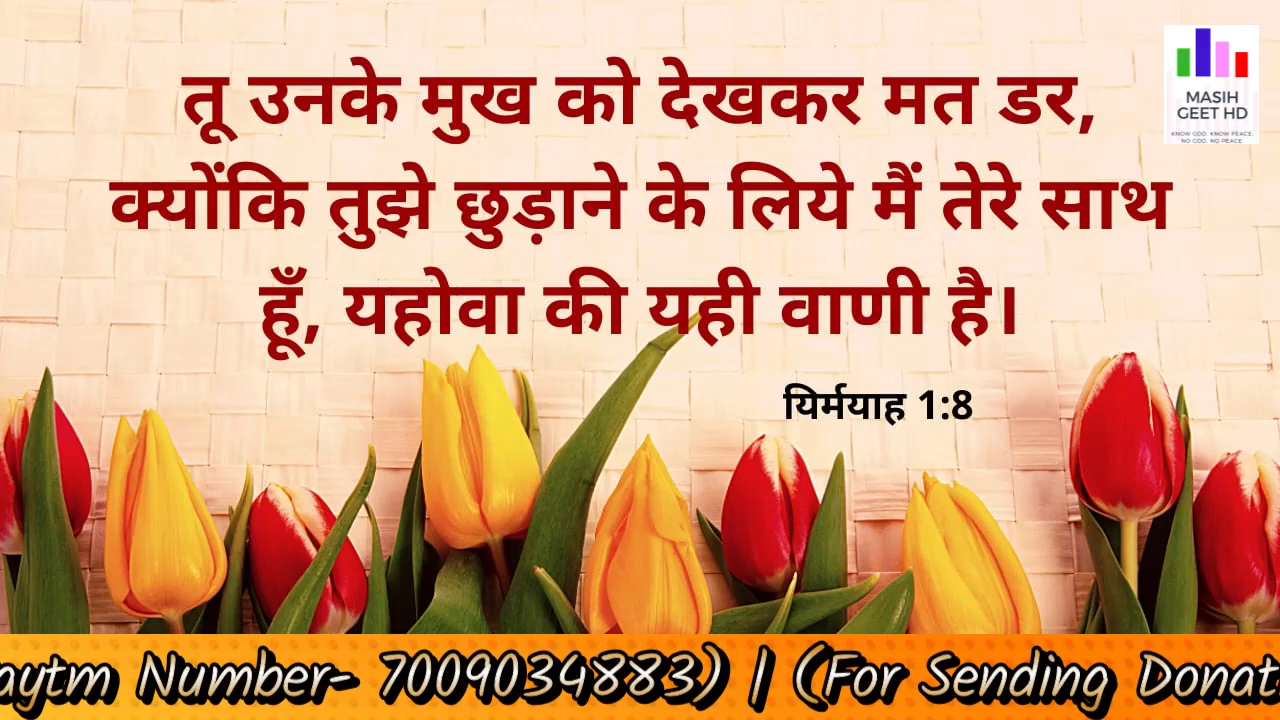 तू उनके मुख को देखकर मत डर,
क्योंकि तुझे छुड़ाने के लिये मैं तेरे साथ
हूँ, यहोवा की यही वाणी है।
यिर्मयाह 1:8
MASIH
GEET HD
KNOW GOD, KNOW PEACE.
NO GOD, NO PEACE.
aytm Number- 7009034883) | (For Sending Donat